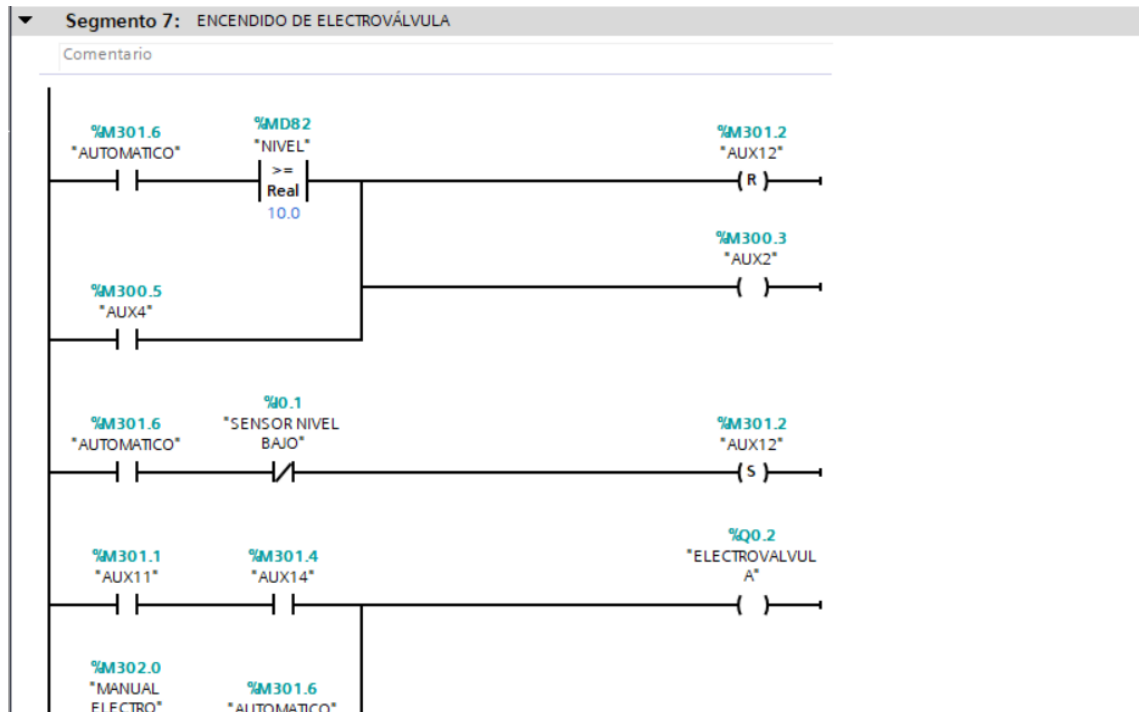 Segmento 7: ENCENDIDO DE ELECTROVÁLVULA
Comentario
%M301.6
"AUTOMATICO"
%MD82
"NIVEL"
>=
Real
10.0
%M301.2
"AUX12"
R
%M300.3
"AUX2"
%M300.5
"AUX4"
%M301.6
"AUTOMATICO"
%I0.1
"SENSOR NIVEL
BAJO"
%M301.2
"AUX12"
S
%M301.1
"AUX11"
%M301.4
"AUX14"
%Q0.2
"ELECTROVALVUL
A"
%M302.0
"MANUAL
ELECTRO"
%M301.6
"AUTOMATICO"